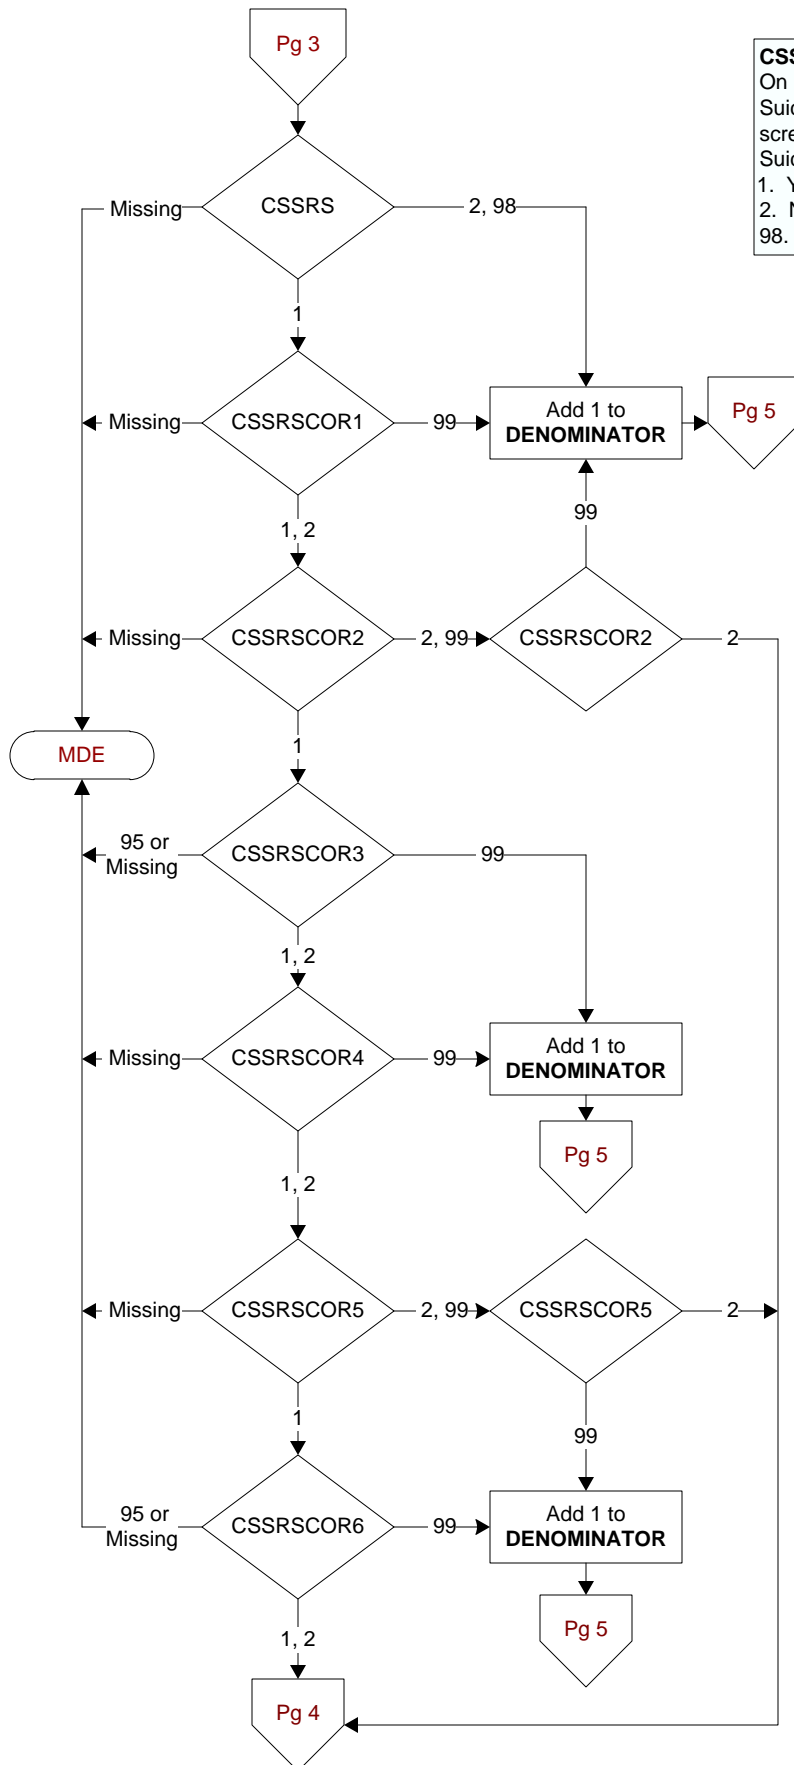 Pg 3
CSS
On
Suic
scre
Suic
1. Y
2. N
98.
CSSRS
Missing
2, 98
1
CSSRSCOR1
Missing
99
Add 1 to
DENOMINATOR
Pg 5
1, 2
99
CSSRSCOR2
Missing
2, 99
CSSRSCOR2
2
MDE
1
CSSRSCOR3
95 or
Missing
99
1, 2
CSSRSCOR4
Missing
99
Add 1 to
DENOMINATOR
Pg 5
1, 2
CSSRSCOR5
Missing
2, 99
CSSRSCOR5
2
1
99
CSSRSCOR6
95 or
Missing
99
Add 1 to
DENOMINATOR
Pg 5
1, 2
Pg 4